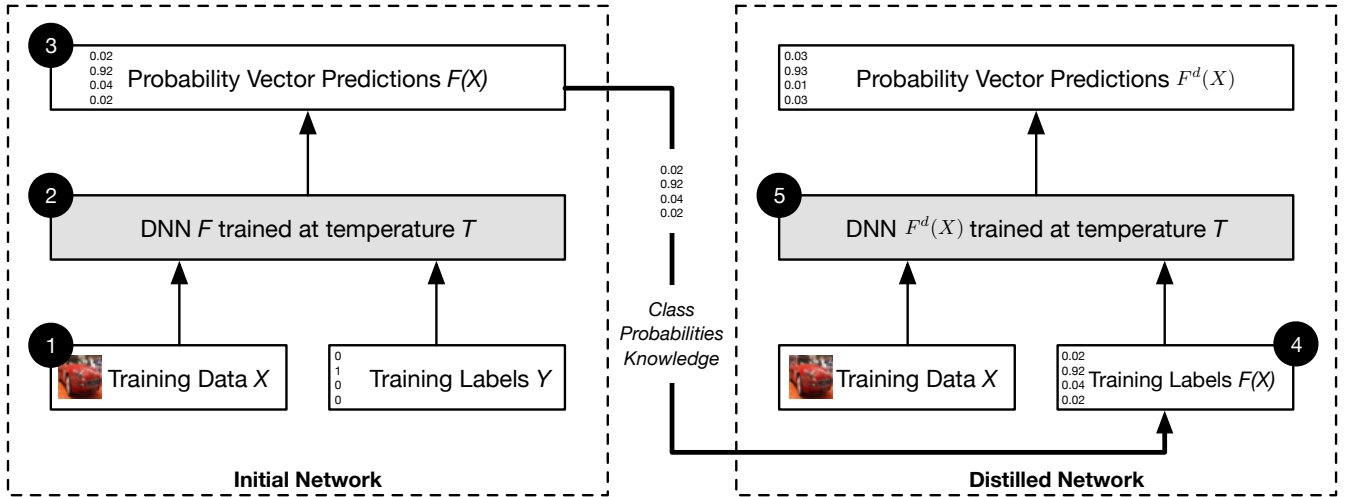 3
0.02
0.92
0.04
0.02
Probability Vector Predictions F(X)
2
DNN F trained at temperature T
1
Training Data X
0
1
0
0
Training Labels Y
Initial Network
0.02
0.92
0.04
0.02
Class
Probabilities
Knowledge
0.03
0.93
0.01
0.03
Probability Vector Predictions F^d(X)
5
DNN F^d(X) trained at temperature T
Training Data X
4
0.02
0.92
0.04
0.02
Training Labels F(X)
Distilled Network